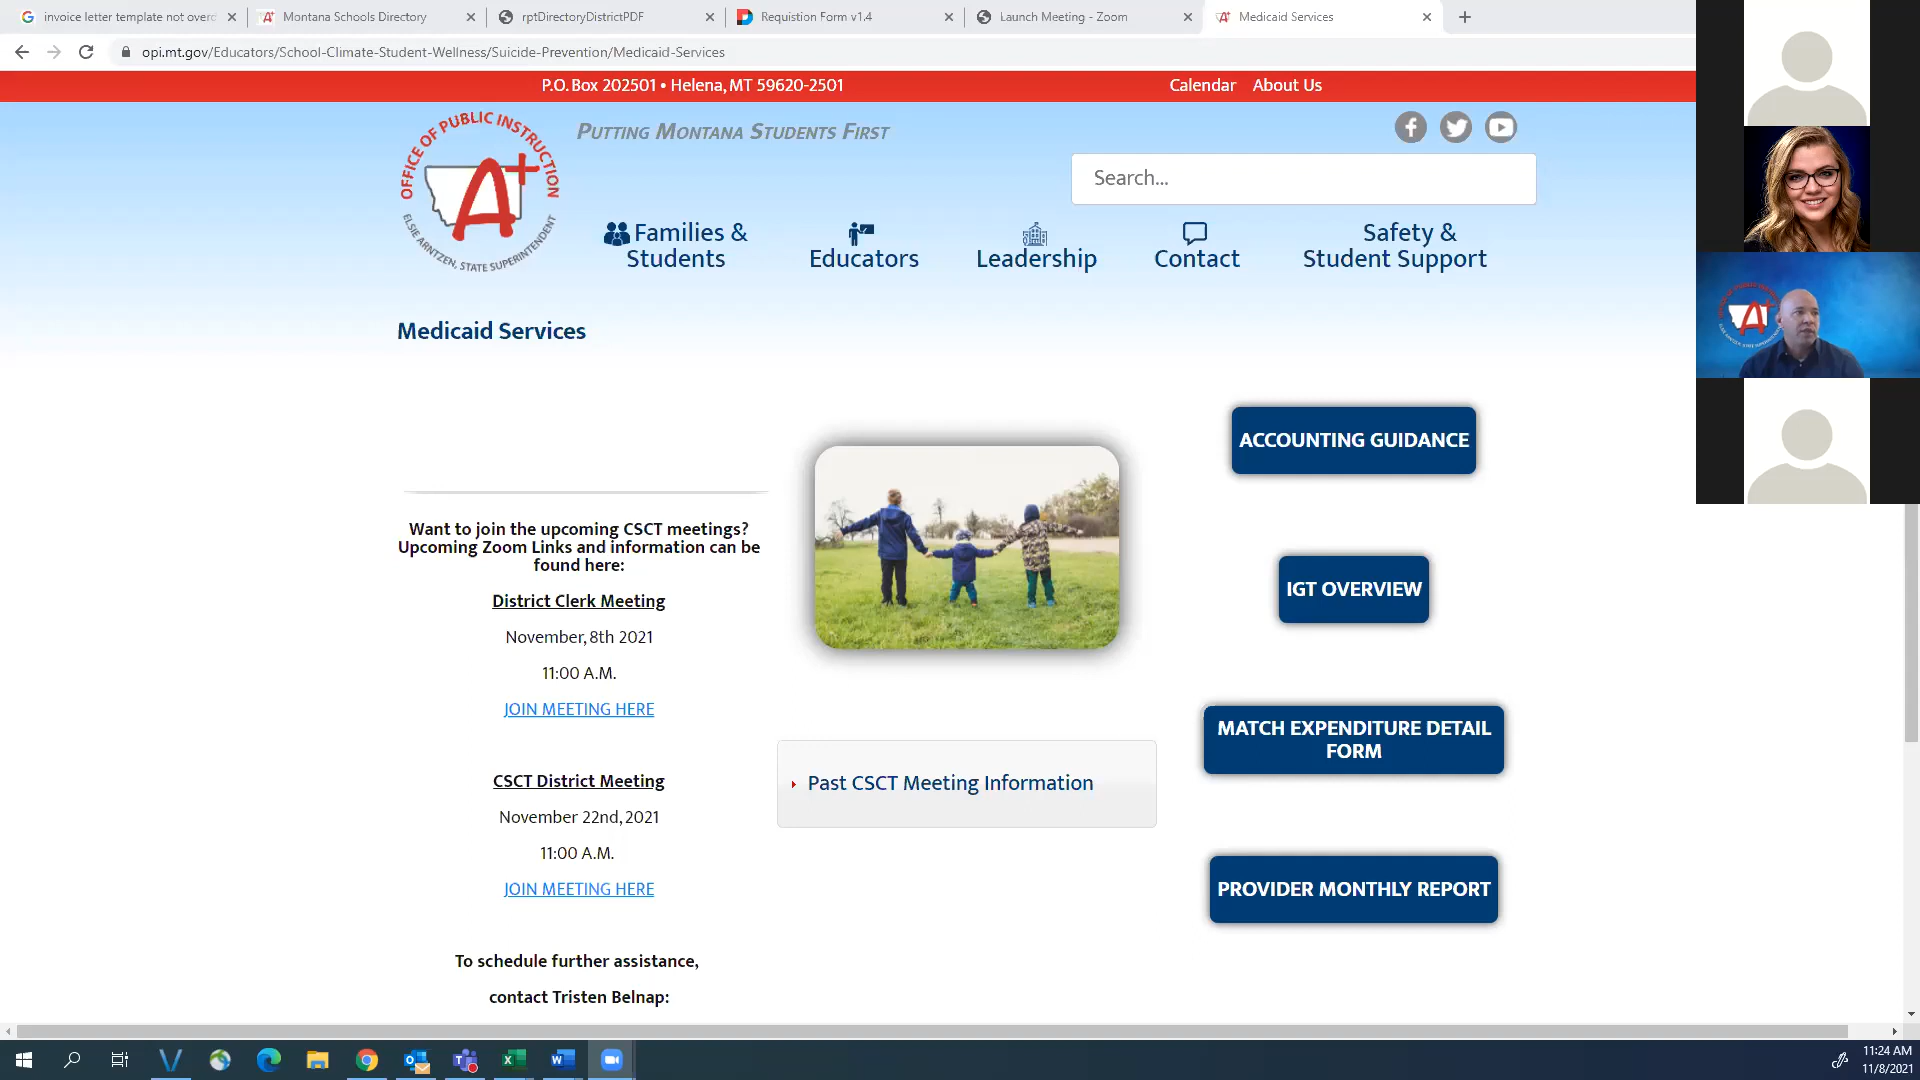 invoice letter template not overd
Montana Schools Directory
rptDirectoryDistrictPDF
Requistion Form v1.4
Launch Meeting - Zoom
Medicaid Services
opi.mt.gov/Educators/School-Climate-Student-Wellness/Suicide-Prevention/Medicaid-Services
P.O. Box 202501 • Helena, MT 59620-2501
Calendar About Us
OFFICE OF PUBLIC INSTRUCTION
A+
ELSIE ARNTZEN, STATE SUPERINTENDENT
Putting Montana Students First
Search...
Families &
Students
Educators
Leadership
Contact
Safety &
Student Support
Medicaid Services
Want to join the upcoming CSCT meetings?
Upcoming Zoom Links and information can be
found here:
District Clerk Meeting
November, 8th 2021
11:00 A.M.
JOIN MEETING HERE
CSCT District Meeting
November 22nd, 2021
11:00 A.M.
JOIN MEETING HERE
To schedule further assistance,
contact Tristen Belnap:
Past CSCT Meeting Information
ACCOUNTING GUIDANCE
IGT OVERVIEW
MATCH EXPENDITURE DETAIL
FORM
PROVIDER MONTHLY REPORT
11:24 AM
11/8/2021